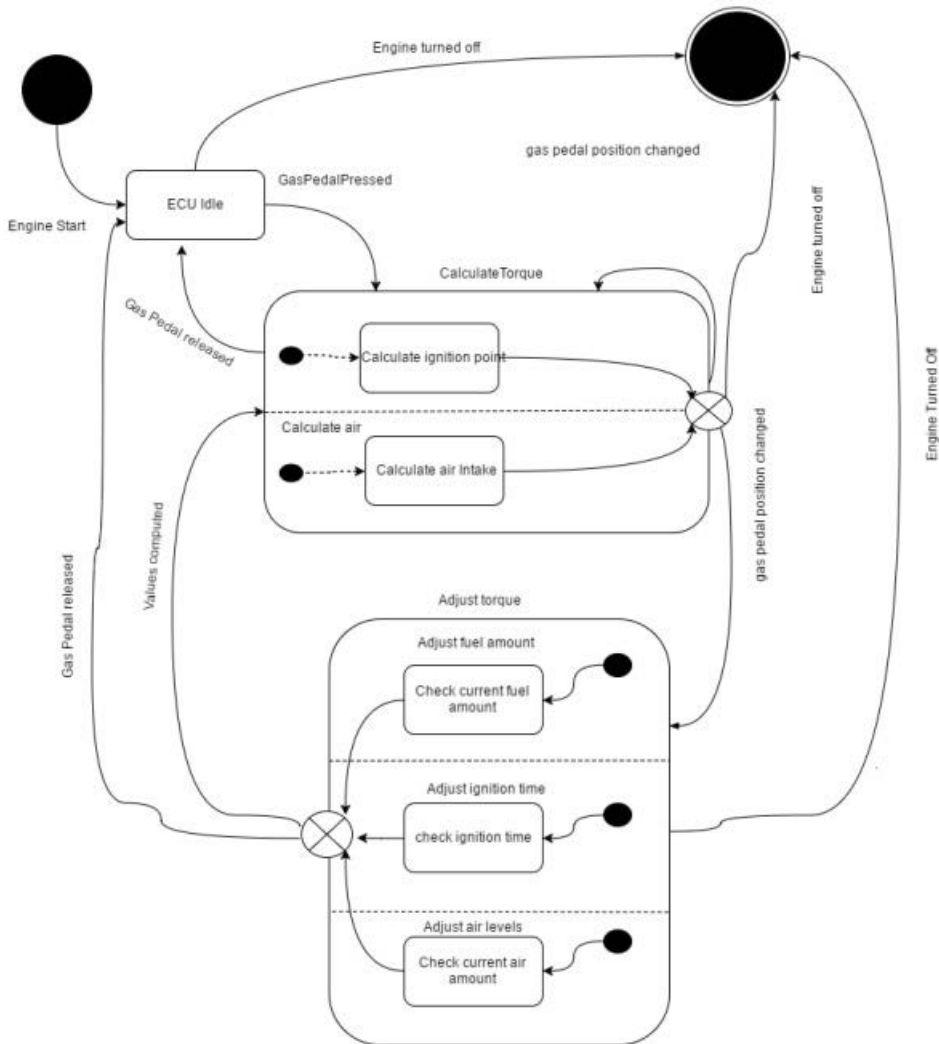 Engine turned off
gas pedal position changed
GasPedalPressed
ECU Idle
Engine Start
Engine turned off
CalculateTorque
Gas Pedal released
Calculate ignition point
Calculate air
Calculate air Intake
gas pedal position changed
Engine Turned Off
Values computed
Gas Pedal released
Adjust torque
Adjust fuel amount
Check current fuel
amount
Adjust ignition time
check ignition time
Adjust air levels
Check current air
amount